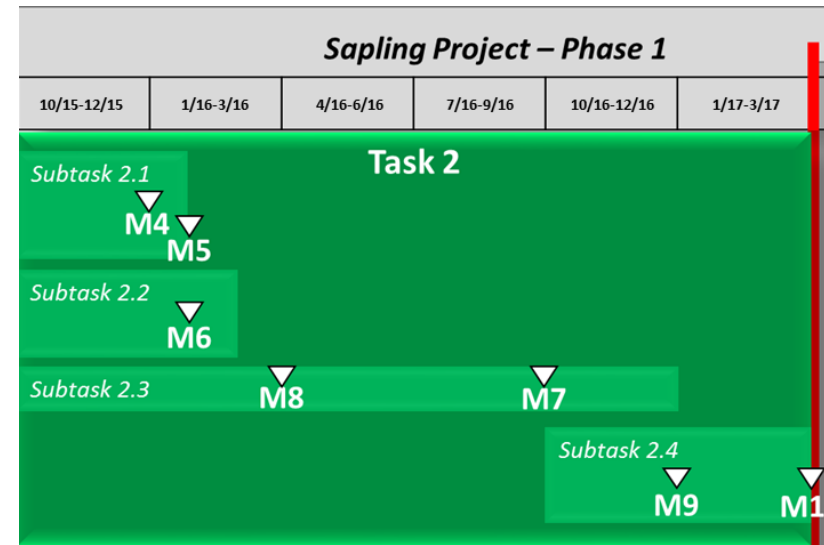 Sapling Project – Phase 1
10/15-12/15 1/16-3/16 4/16-6/16 7/16-9/16 10/16-12/16 1/17-3/17
Task 2
Subtask 2.1
M4
M5
Subtask 2.2
M6
Subtask 2.3
M8
M7
Subtask 2.4
M9
M1